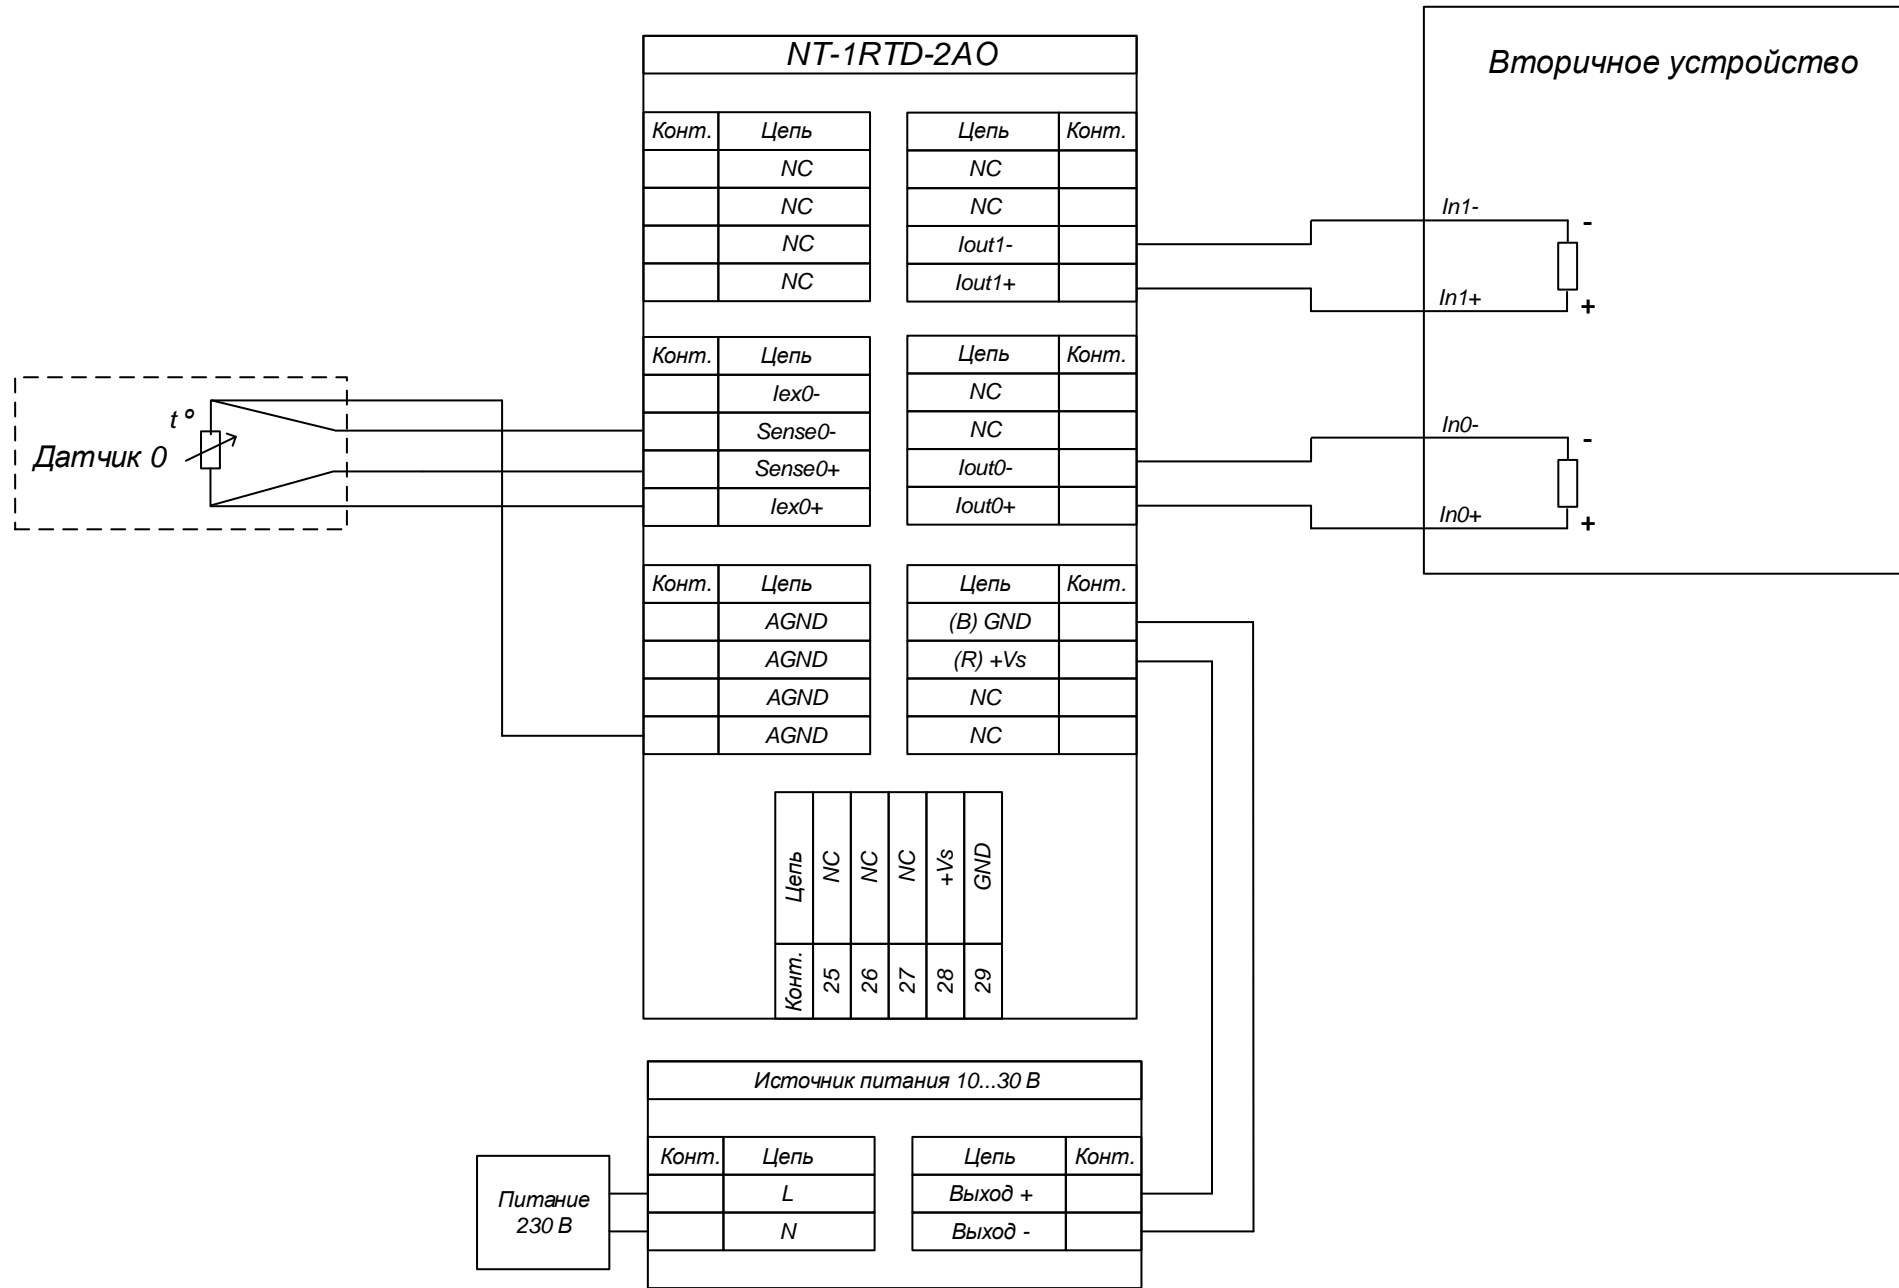 NT-1RTD-2AO
Вторичное устройство
Конт. Цепь
NC
NC
NC
NC
Цепь Конт.
NC
NC
Iout1-
Iout1+
In1-
-
In1+
+
Конт. Цепь
Iex0-
Sense0-
Sense0+
Iex0+
Цепь Конт.
NC
NC
Iout0-
Iout0+
In0-
-
In0+
+
t°
Датчик 0
Конт. Цепь
AGND
AGND
AGND
AGND
Цепь Конт.
(B) GND
(R) +Vs
NC
NC
Цепь NC NC NC +Vs GND
Конт. 25 26 27 28 29
Источник питания 10...30 В
Конт. Цепь
L
N
Цепь Конт.
Выход +
Выход -
Питание
230 В